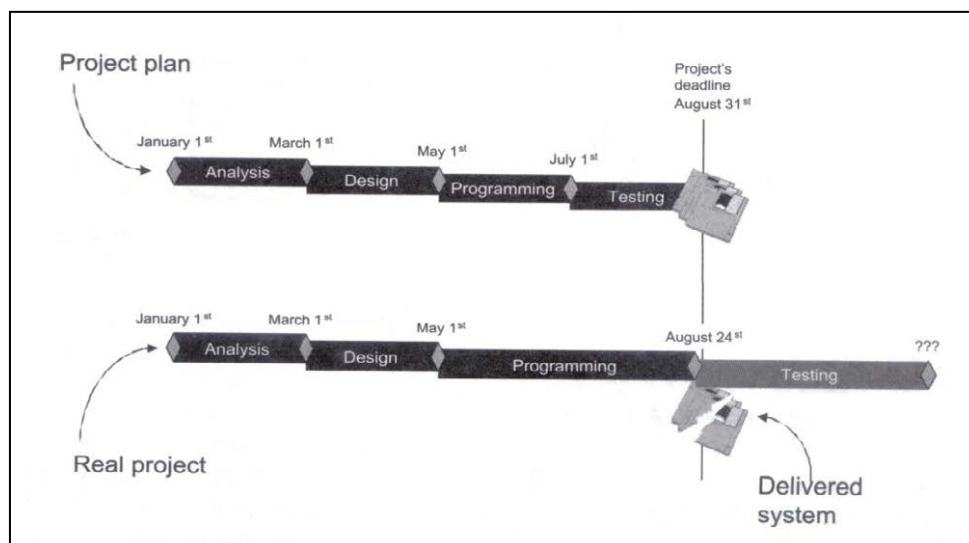 Project plan
Project's
deadline
August 31st
January 1st
March 1st
May 1st
July 1st
Analysis
Design
Programming
Testing
January 1st
March 1st
May 1st
August 24st
???
Analysis
Design
Programming
Testing
Real project
Delivered
system